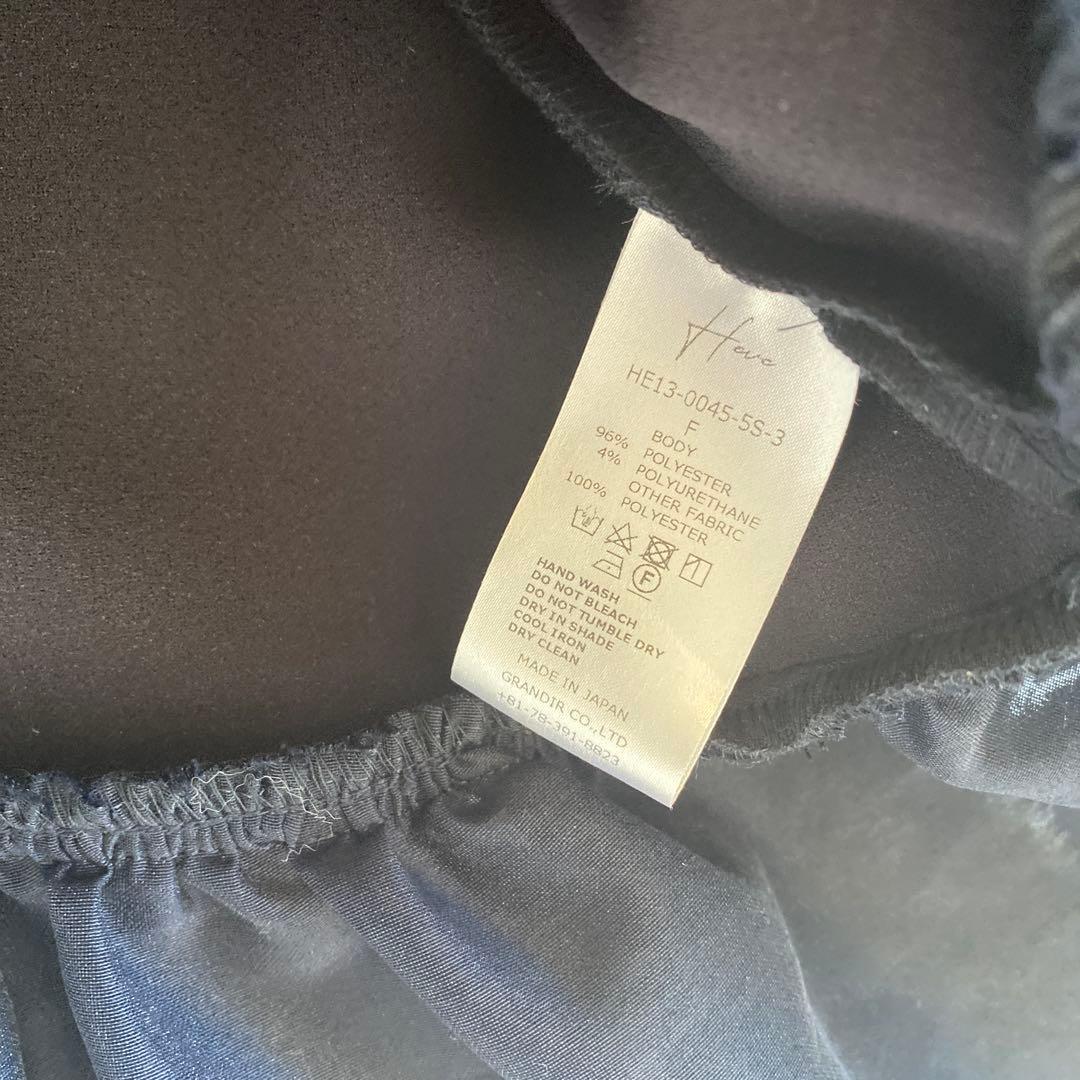 Heve
HE13-0045-5S-3
F
BODY
96% POLYESTER
4% POLYURETHANE
OTHER FABRIC
100% POLYESTER
F
HAND WASH
DO NOT BLEACH
DO NOT TUMBLE DRY
DRY IN SHADE
COOL IRON
DRY CLEAN
MADE IN JAPAN
GRANDIR CO.,LTD
+81-78-391-8823